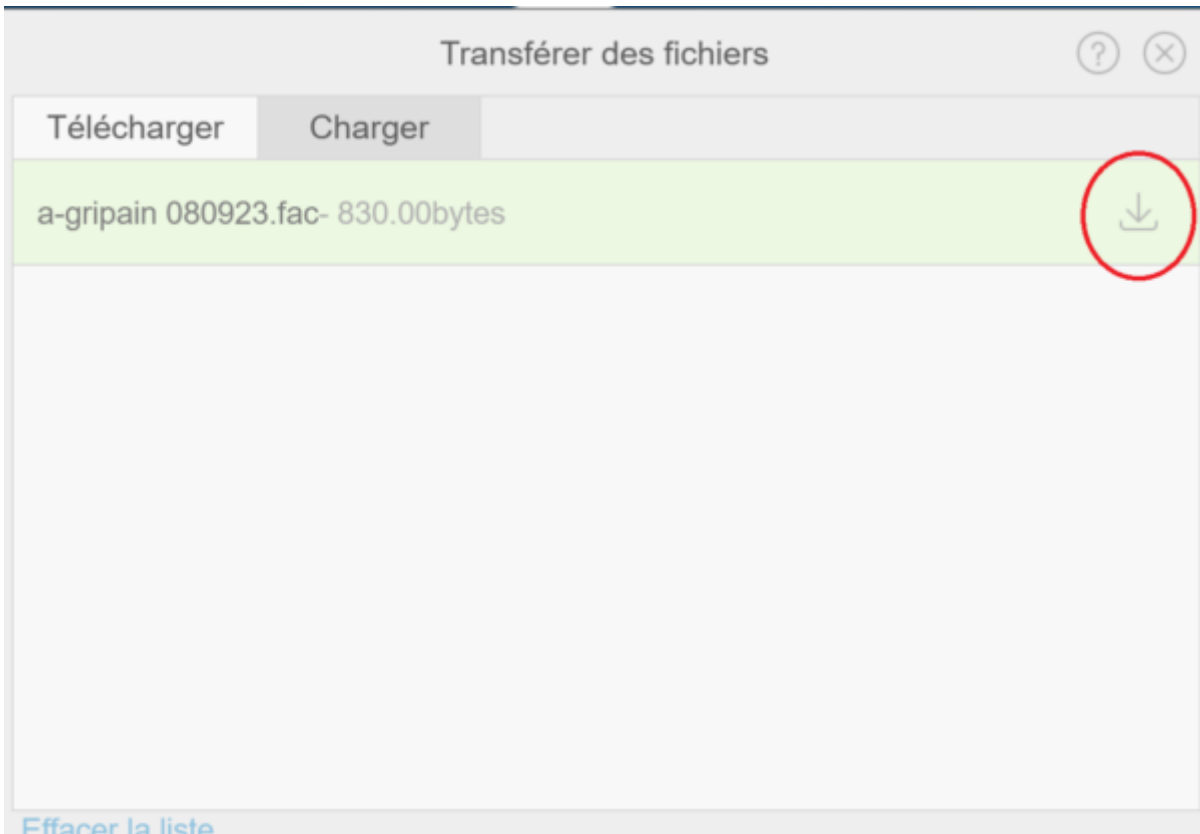 Transférer des fichiers
Télécharger Charger
a-gripain 080923.fac- 830.00bytes
Effacer la liste